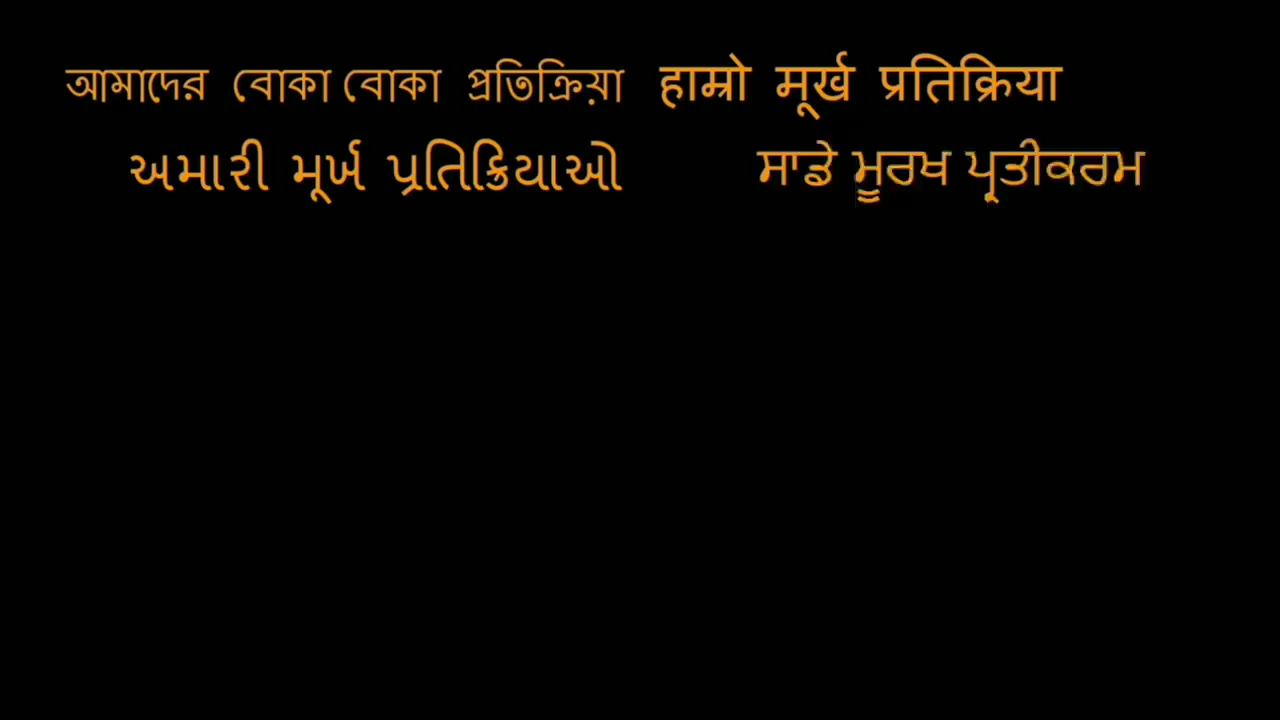 আমাদের বোকা বোকা প্রতিক্রিয়া हाम्रो मूर्ख प्रतिक्रिया
અમારી મૂર્ખ પ્રતિક્રિયાઓ ਸਾਡੇ ਮੂਰਖ ਪ੍ਰਤੀਕਰਮ